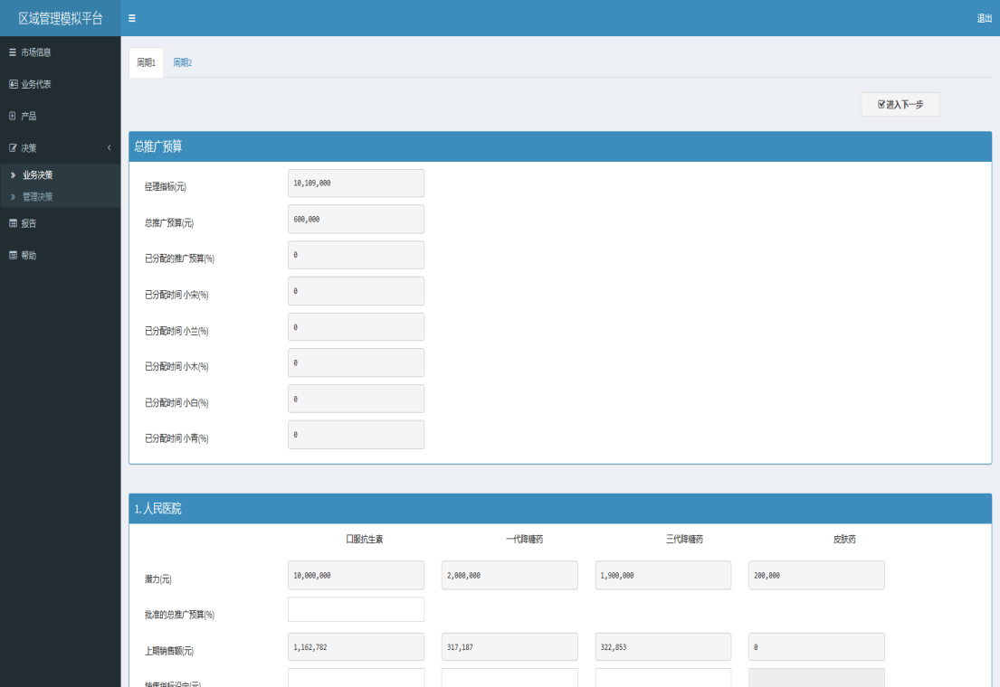 区域管理模拟平台
退出
市场信息
业务代表
产品
决策
业务决策
管理决策
报告
帮助
周期1 周期2
进入下一步
总推广预算
经理指标(元) 10,109,000
总推广预算(元) 600,000
已分配的推广预算(%) 0
已分配时间 小宋(%) 0
已分配时间 小兰(%) 0
已分配时间 小木(%) 0
已分配时间 小白(%) 0
已分配时间 小青(%) 0
1. 人民医院
口服抗生素 一代降糖药 三代降糖药 皮肤药
潜力(元) 10,000,000 2,000,000 1,900,000 200,000
批准的总推广预算(%)
上期销售额(元) 1,162,782 317,187 322,853 0
销售指标设定(元)